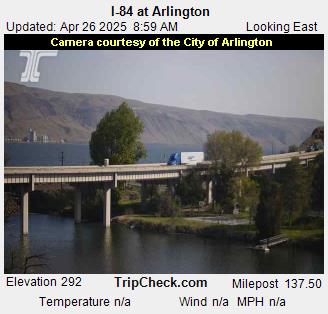 I-84 at Arlington
Updated: Apr 26 2025 8:59 AM Looking East
Camera courtesy of the City of Arlington
Elevation 292 TripCheck.com Milepost 137.50
Temperature n/a Wind n/a MPH n/a